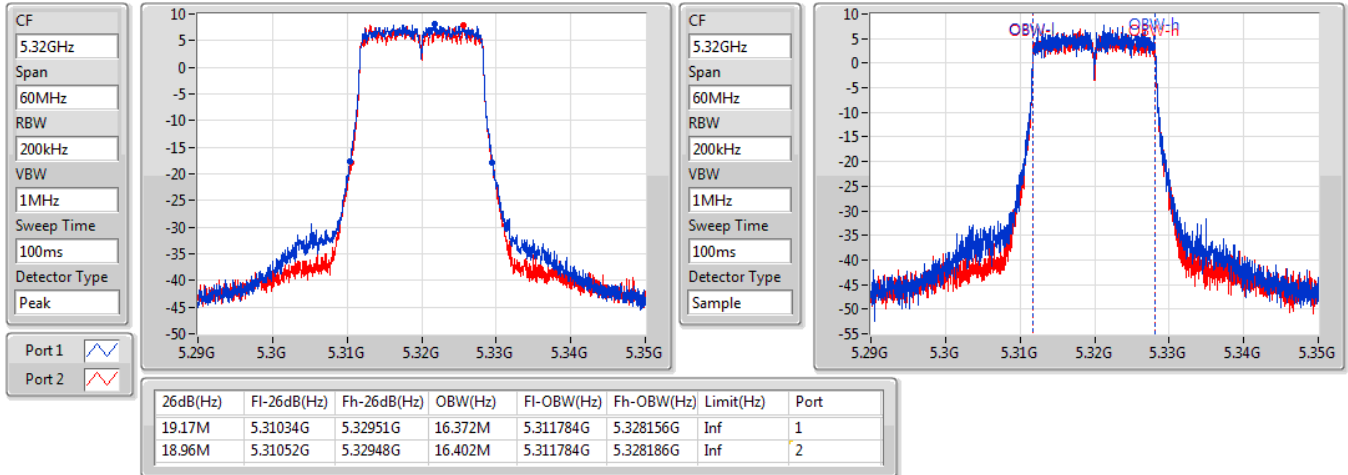 CF
5.32GHz
Span
60MHz
RBW
200kHz
VBW
1MHz
Sweep Time
100ms
Detector Type
Peak
10
5
0
-5
-10
-15
-20
-25
-30
-35
-40
-45
-50
5.29G 5.3G 5.31G 5.32G 5.33G 5.34G 5.35G
Port 1
Port 2
CF
5.32GHz
Span
60MHz
RBW
200kHz
VBW
1MHz
Sweep Time
100ms
Detector Type
Sample
OBW-l OBW-h
OBW-h
10
5
0
-5
-10
-15
-20
-25
-30
-35
-40
-45
-50
-55
5.29G 5.3G 5.31G 5.32G 5.33G 5.34G 5.35G
26dB(Hz) Fl-26dB(Hz) Fh-26dB(Hz) OBW(Hz) Fl-OBW(Hz) Fh-OBW(Hz) Limit(Hz) Port
19.17M 5.31034G 5.32951G 16.372M 5.311784G 5.328156G Inf 1
18.96M 5.31052G 5.32948G 16.402M 5.311784G 5.328186G Inf 2